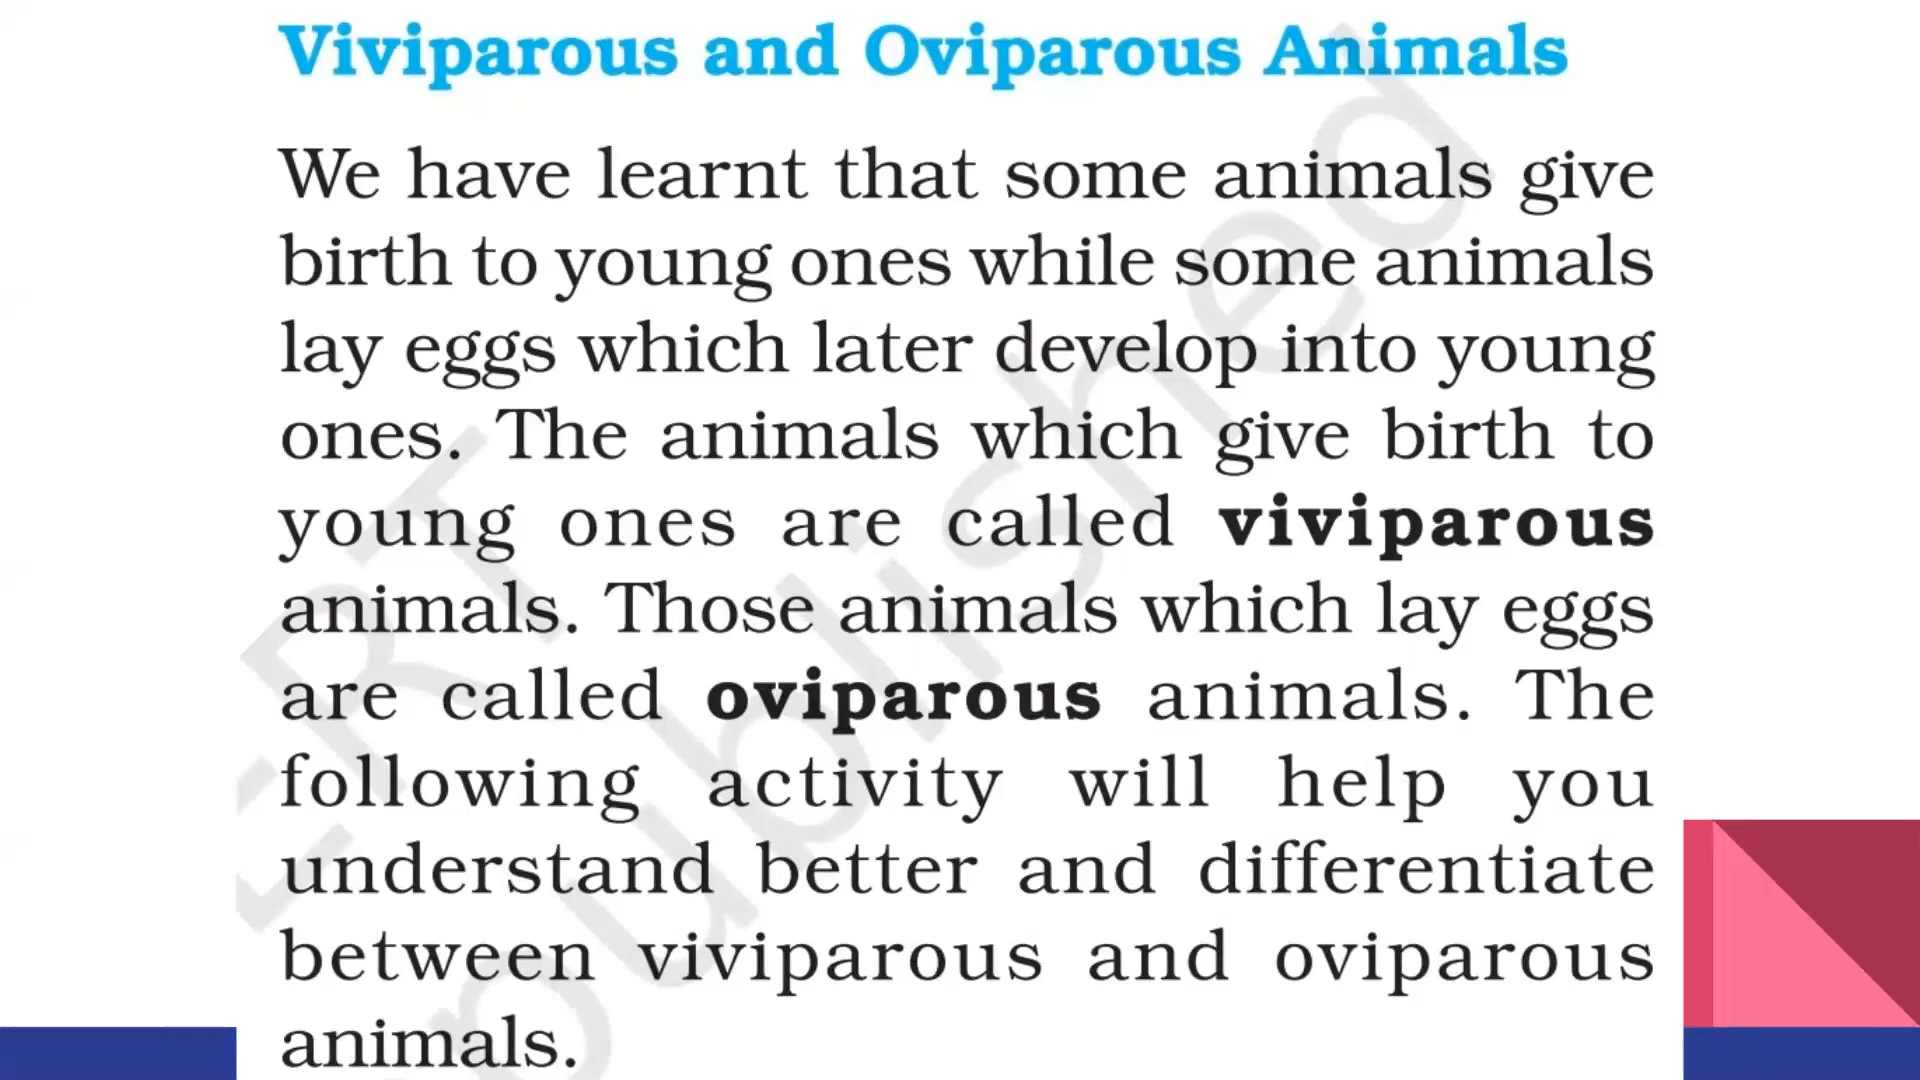 Viviparous and Oviparous Animals
We have learnt that some animals give
birth to young ones while some animals
lay eggs which later develop into young
ones. The animals which give birth to
young ones are called viviparous
animals. Those animals which lay eggs
are called oviparous animals. The
following activity will help you
understand better and differentiate
between viviparous and oviparous
animals.